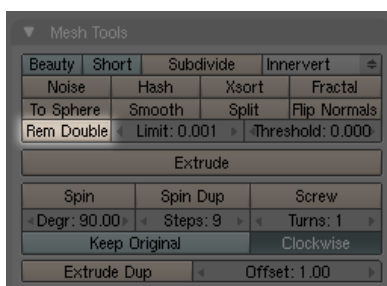 Mesh Tools
Beauty Short Subdivide Innervert
Noise Hash Xsort Fractal
To Sphere Smooth Split Flip Normals
Rem Double Limit: 0.001 Threshold: 0.000
Extrude
Spin Spin Dup Screw
Degr: 90.00 Steps: 9 Turns: 1
Keep Original Clockwise
Extrude Dup Offset: 1.00